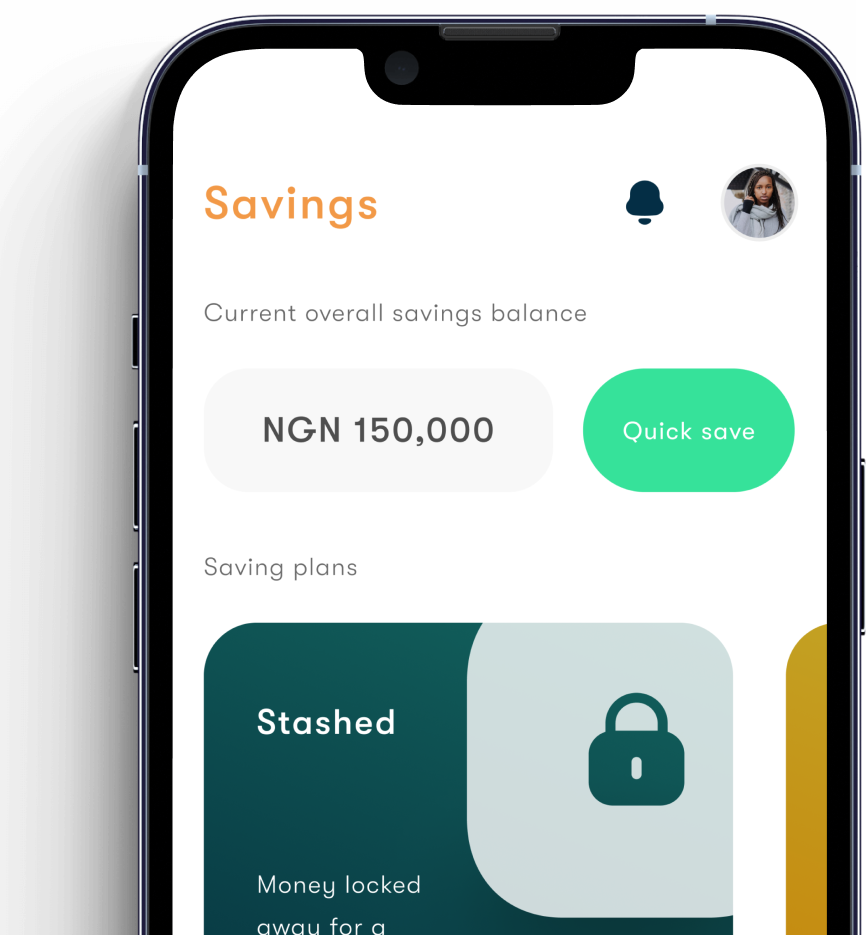 Savings
Current overall savings balance
NGN 150,000
Quick save
Saving plans
Stashed
Money locked
away for a